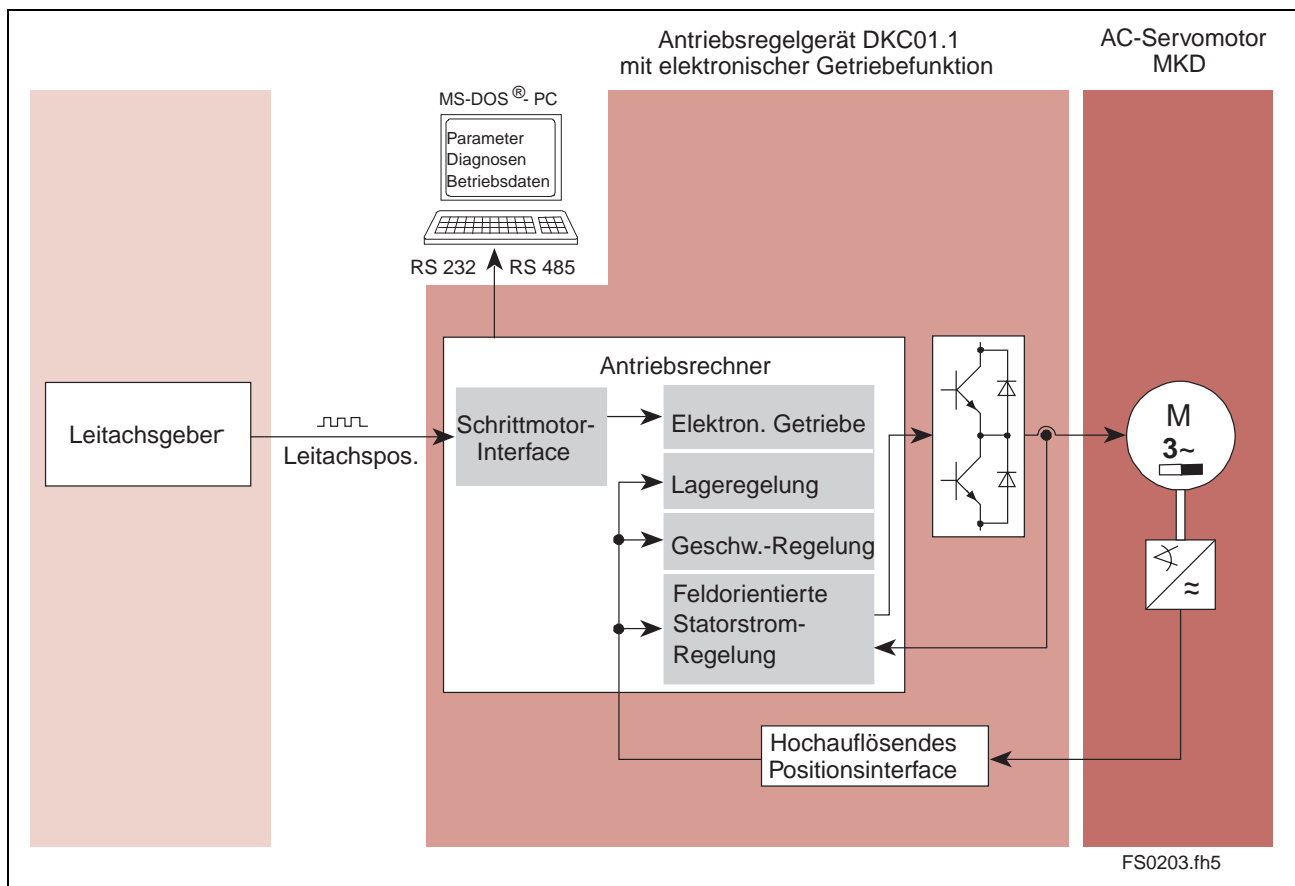 Antriebsregelgerät DKC01.1
mit elektronischer Getriebefunktion
AC-Servomotor
MKD
MS-DOS ®- PC
Parameter
Diagnosen
Betriebsdaten
RS 232
RS 485
Antriebsrechner
Leitachsgeber
Leitachspos.
Schrittmotor-
Interface
Elektron. Getriebe
Lageregelung
Geschw.-Regelung
Feldorientierte
Statorstrom-
Regelung
M
3~
≈
Hochauflösendes
Positionsinterface
FS0203.fh5